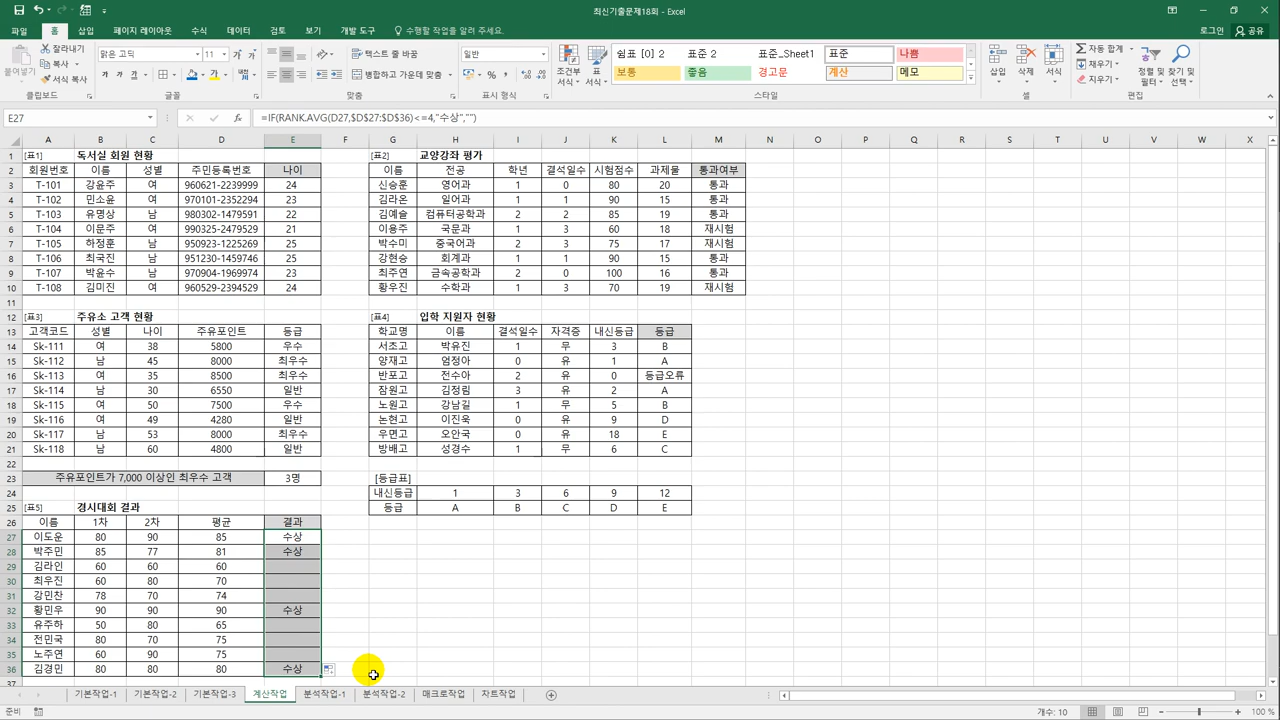 최신기출문제18회 - Excel
파일 홈 삽입 페이지 레이아웃 수식 데이터 검토 보기 개발 도구 수행할 작업을 알려 주세요. 로그인 공유
붙여넣기 잘라내기 복사 서식 복사 맑은 고딕 11 텍스트 줄 바꿈 병합하고 가운데 맞춤 일반 조건부 서식 표 서식 쉼표 [0] 2 표준 2 표준_Sheet1 표준 나쁨 삽입 삭제 서식 자동 합계 채우기 지우기 정렬 및 필터 찾기 및 선택
보통 좋음 경고문 계산 메모
클립보드 글꼴 맞춤 표시 형식 스타일 셀 편집
E27 =IF(RANK.AVG(D27,$D$27:$D$36)<=4,"수상","")
A B C D E F G H I J K L M N O P Q R S T U V W X
1 [표1] 독서실 회원 현황 [표2] 교양강좌 평가
2 회원번호 이름 성별 주민등록번호 나이 이름 전공 학년 결석일수 시험점수 과제물 통과여부
3 T-101 강윤주 여 960621-2239999 24 신승훈 영어과 1 0 80 20 통과
4 T-102 민소윤 여 970101-2352294 23 김라온 일어과 1 1 90 15 통과
5 T-103 유명상 남 980302-1479591 22 김예슬 컴퓨터공학과 2 2 85 19 통과
6 T-104 이문주 여 990325-2479529 21 이용주 국문과 1 3 60 18 재시험
7 T-105 하정훈 남 950923-1225269 25 박수미 중국어과 2 3 75 17 통과
8 T-106 최국진 남 951230-1459746 25 강현승 회계과 1 1 90 15 통과
9 T-107 박윤수 남 970904-1969974 23 최주연 금속공학과 2 0 100 16 통과
10 T-108 김미진 여 960529-2394529 24 황우진 수학과 1 3 70 19 재시험
11
12 [표3] 주유소 고객 현황 [표4] 입학 지원자 현황
13 고객코드 성별 나이 주유포인트 등급 학교명 이름 결석일수 자격증 내신등급 등급
14 Sk-111 여 38 5800 우수 서초고 박유진 1 무 3 B
15 Sk-112 남 45 8000 최우수 양재고 엄정아 0 유 1 A
16 Sk-113 여 35 8500 최우수 반포고 전수아 2 유 0 등급오류
17 Sk-114 남 30 6550 일반 잠원고 김정림 3 유 2 A
18 Sk-115 여 50 7500 우수 노원고 강남길 1 무 5 B
19 Sk-116 여 49 4280 일반 논현고 이진욱 0 유 9 D
20 Sk-117 남 53 8000 최우수 우면고 오안국 0 유 18 E
21 Sk-118 남 60 4800 일반 방배고 성경수 1 무 6 C
22
23 주유포인트가 7,000 이상인 최우수 고객 3명 [등급표]
24 내신등급 1 3 6 9 12
25 [표5] 경시대회 결과 등급 A B C D E
26 이름 1차 2차 평균 결과
27 이도운 80 90 85 수상
28 박주민 85 77 81 수상
29 김라인 60 60 60
30 최우진 60 80 70
31 강민찬 78 70 74
32 황민우 90 90 90 수상
33 유주하 50 80 65
34 전민국 80 70 75
35 노주연 60 90 75
36 김경민 80 80 80 수상
37
기본작업-1 기본작업-2 기본작업-3 계산작업 분석작업-1 분석작업-2 매크로작업 차트작업
준비 개수: 10 100 %